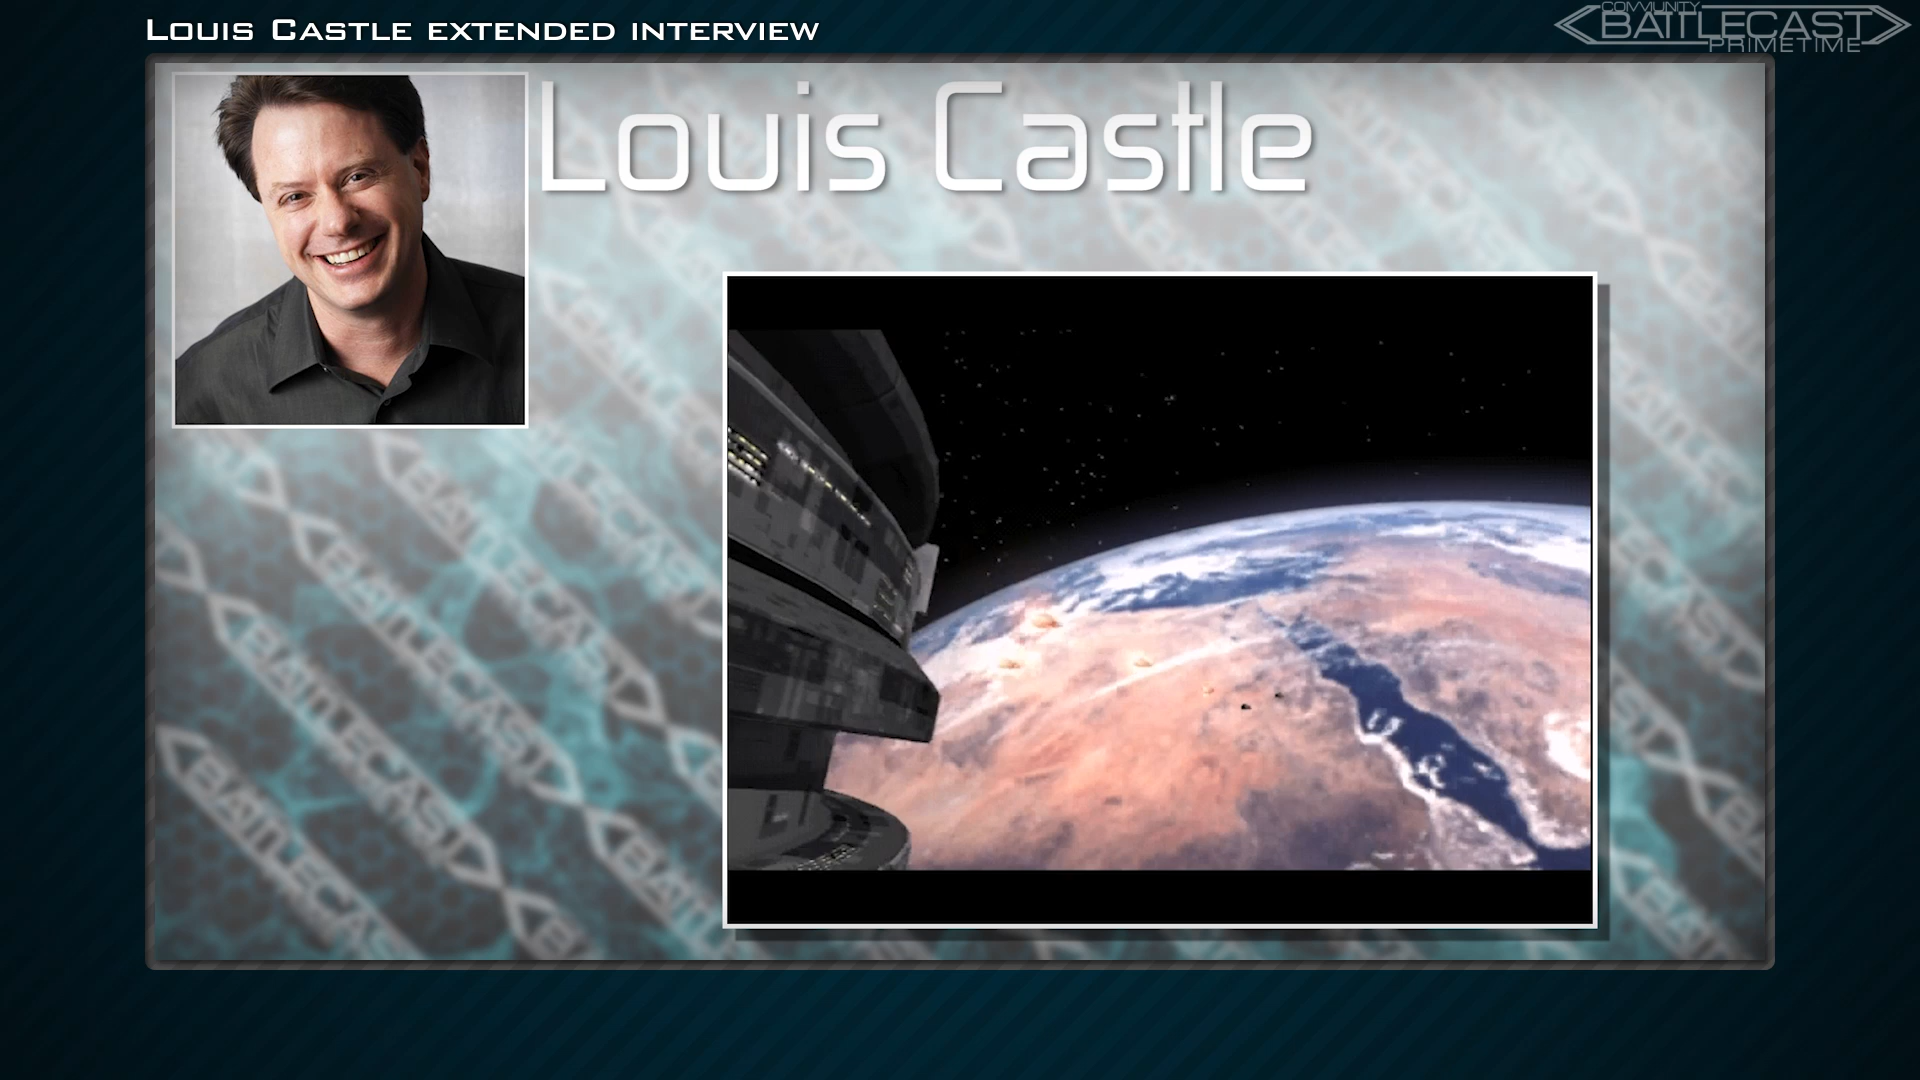 Louis Castle extended interview
COMMUNITY
BATTLECAST
PRIMETIME
Louis Castle